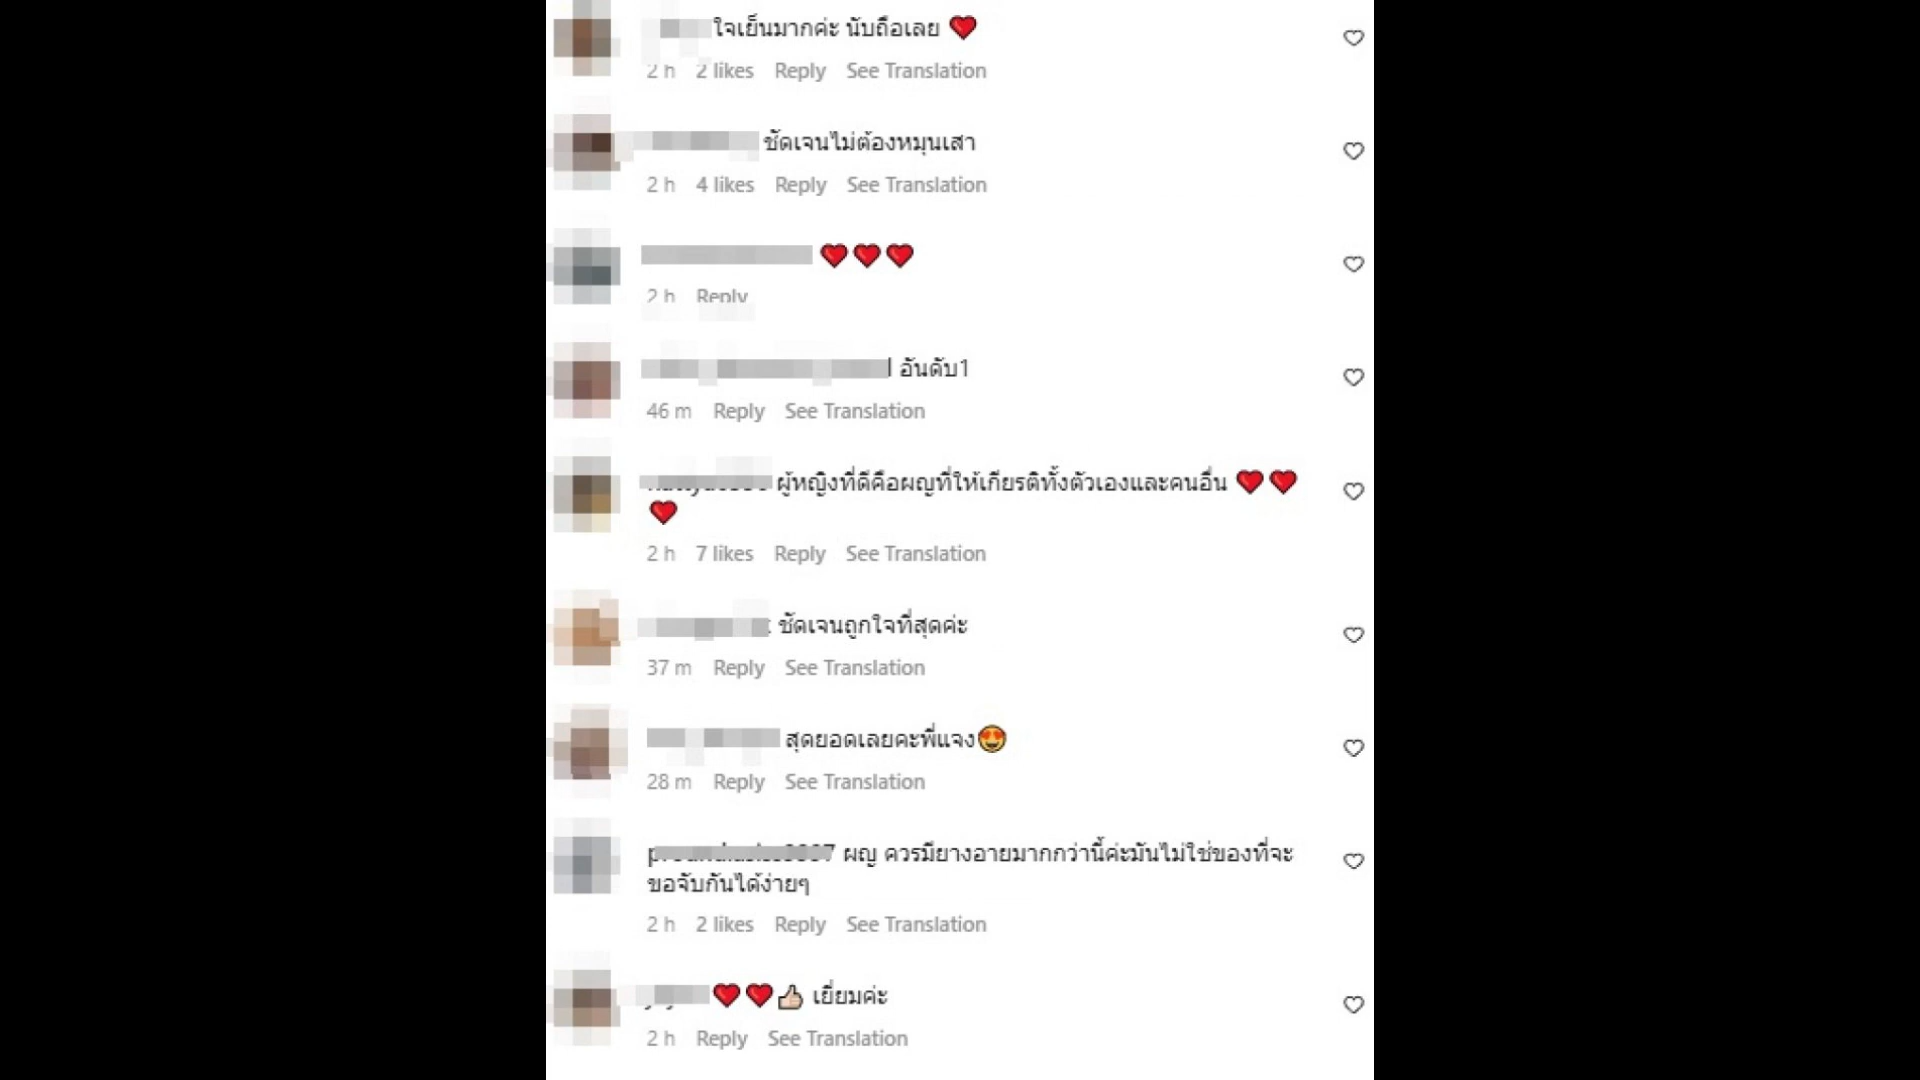 ใจเย็นมากค่ะ นับถือเลย ❤️
2 h 2 likes Reply See Translation
ชัดเจนไม่ต้องหมุนเสา
2 h 4 likes Reply See Translation
❤️❤️❤️
2 h Reply
อันดับ1
46 m Reply See Translation
ผู้หญิงที่ดีคือผญที่ให้เกียรติทั้งตัวเองและคนอื่น ❤️❤️
❤️
2 h 7 likes Reply See Translation
ชัดเจนถูกใจที่สุดค่ะ
37 m Reply See Translation
สุดยอดเลยคะพี่แจง😍
28 m Reply See Translation
ผญ ควรมียางอายมากกว่านี้ค่ะมันไม่ใช่ของที่จะ
ขอจับกันได้ง่ายๆ
2 h 2 likes Reply See Translation
❤️❤️👍🏻 เยี่ยมค่ะ
2 h Reply See Translation